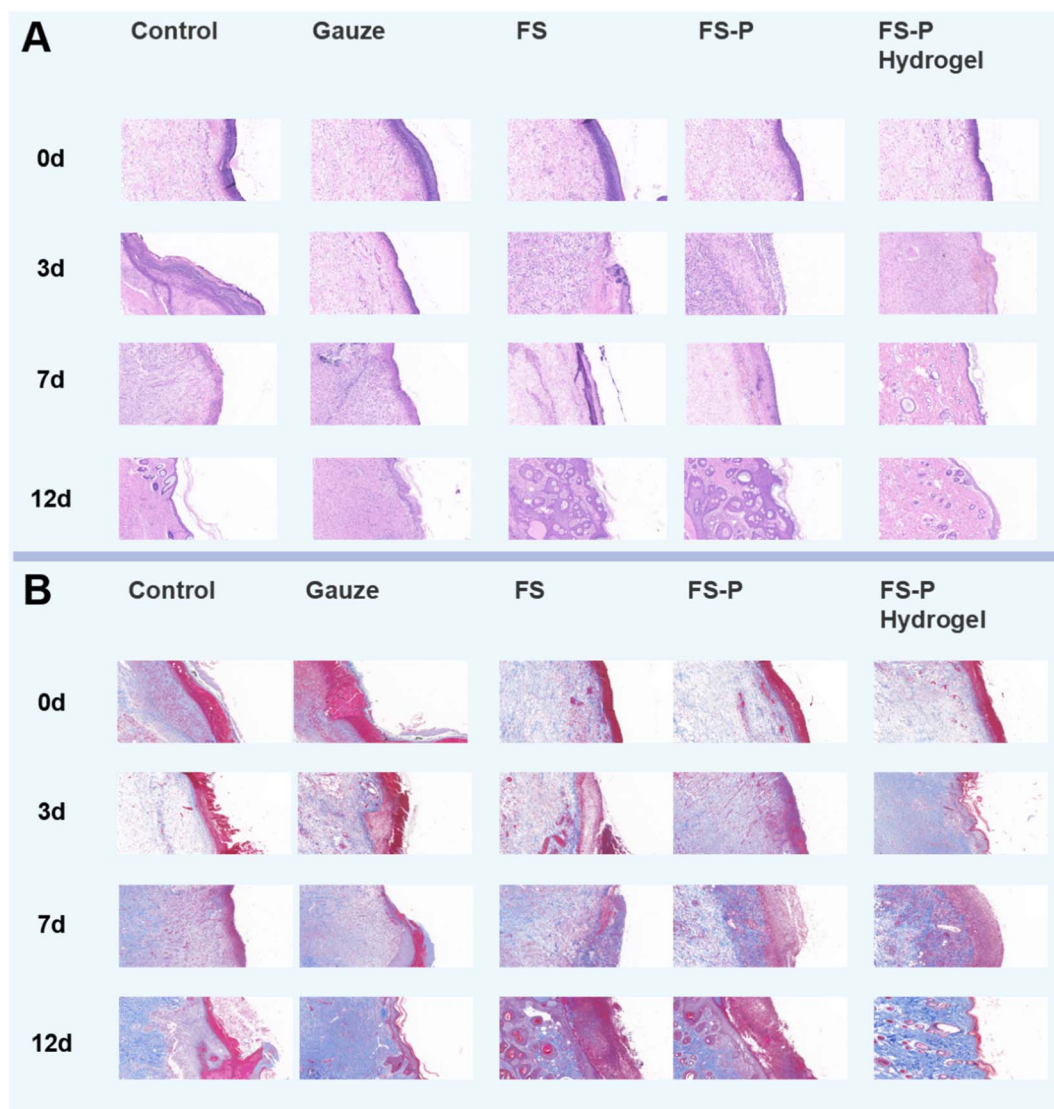 A
Control Gauze FS FS-P FS-P
Hydrogel
0d
3d
7d
12d
B
Control Gauze FS FS-P FS-P
Hydrogel
0d
3d
7d
12d